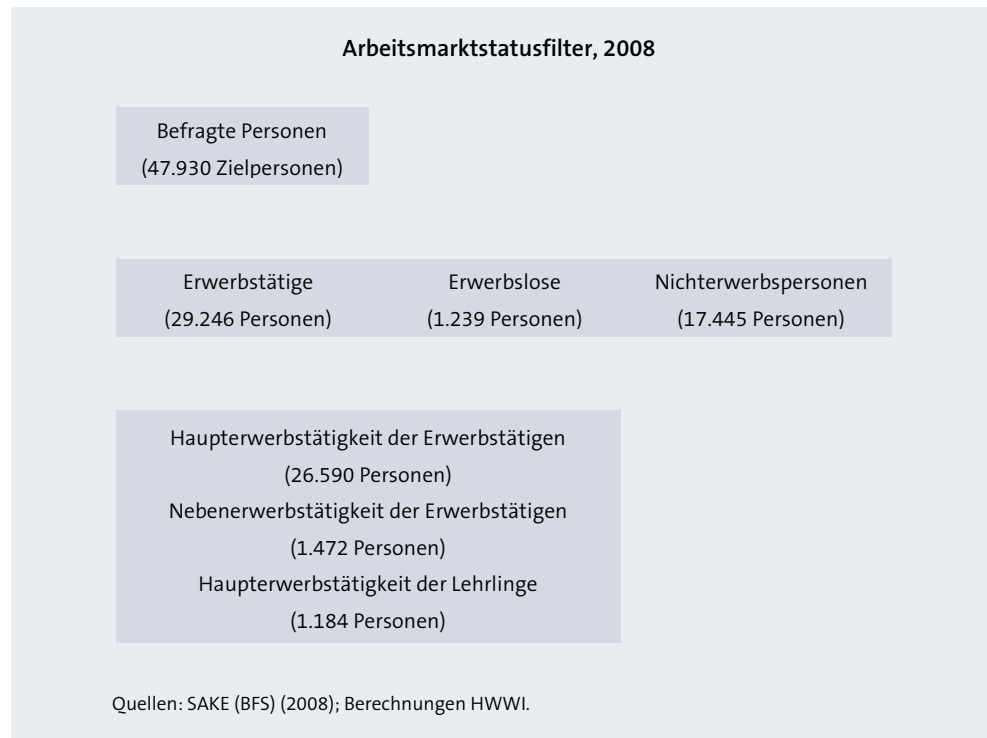 Arbeitsmarktstatusfilter, 2008
Befragte Personen
(47.930 Zielpersonen)
Erwerbstätige
(29.246 Personen)
Erwerbslose
(1.239 Personen)
Nichterwerbspersonen
(17.445 Personen)
Haupterwerbstätigkeit der Erwerbstätigen
(26.590 Personen)
Nebenerwerbstätigkeit der Erwerbstätigen
(1.472 Personen)
Haupterwerbstätigkeit der Lehrlinge
(1.184 Personen)
Quellen: SAKE (BFS) (2008); Berechnungen HWWI.